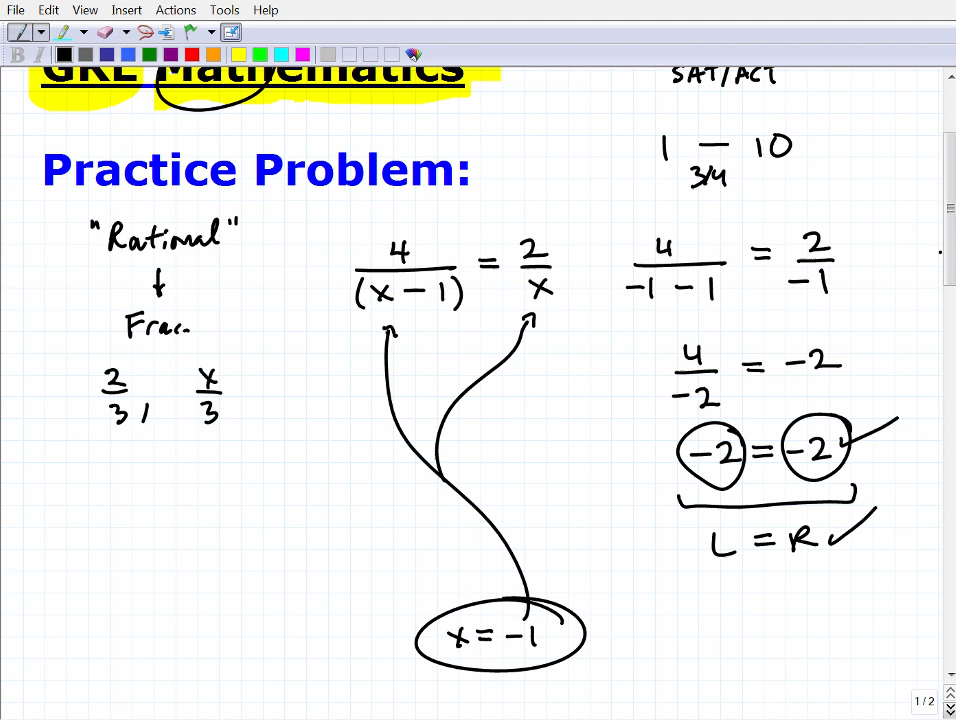 File Edit View Insert Actions Tools Help
B I
GRE Mathematics
SAT/ACT
Practice Problem:
1 — 10
3/4
"Rational"
Frac.
2/3, x/3
4/(x - 1) = 2/x
x = -1
4/(-1 - 1) = 2/-1
4/-2 = -2
-2 = -2
L = R
1 / 2